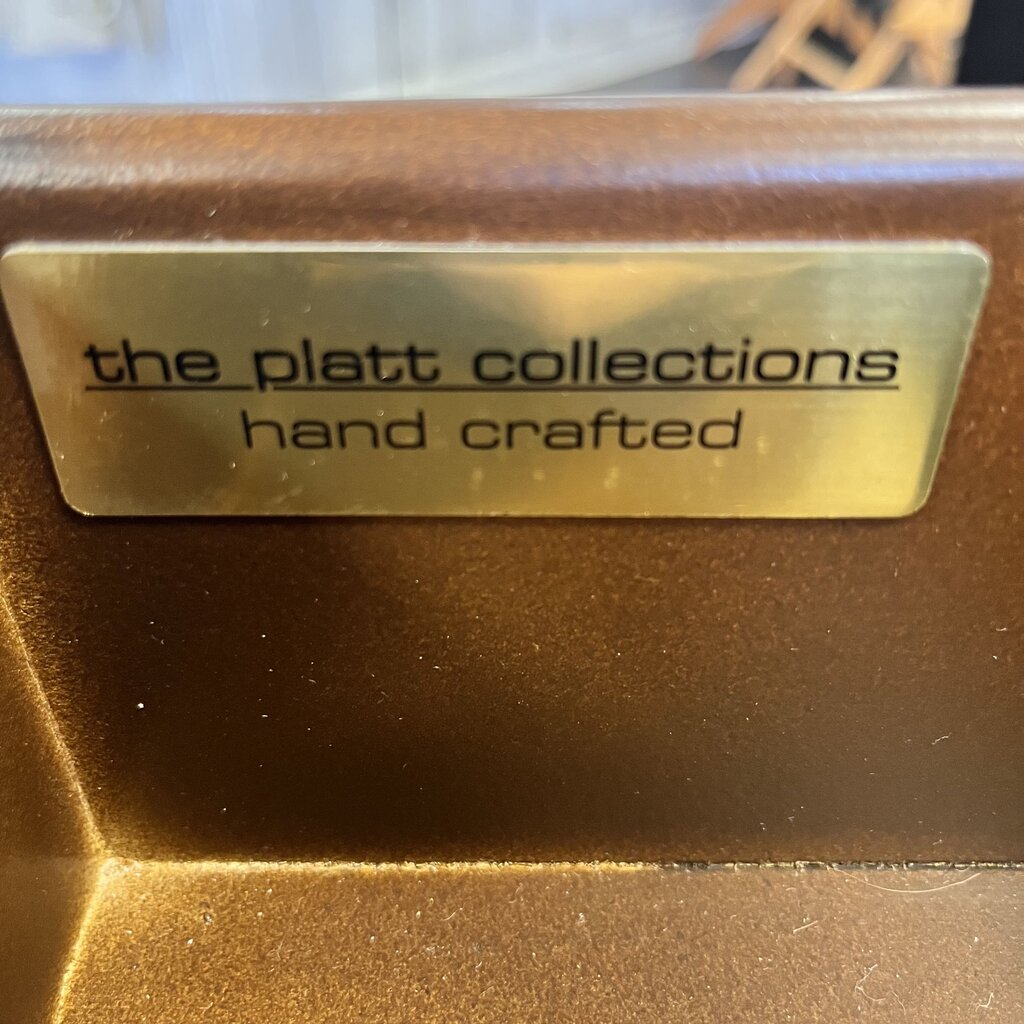 the platt collections
hand crafted